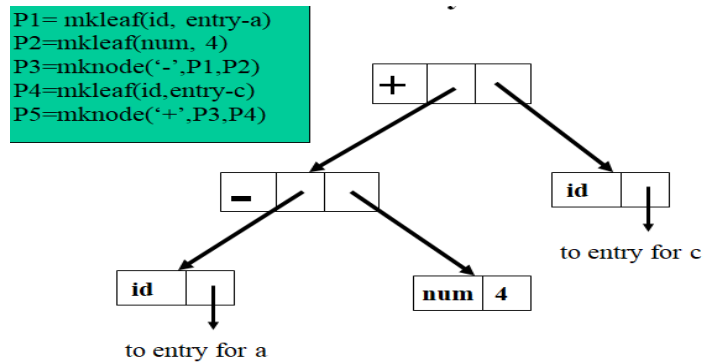 P1= mkleaf(id, entry-a)
P2=mkleaf(num, 4)
P3=mknode(‘-’,P1,P2)
P4=mkleaf(id,entry-c)
P5=mknode(‘+’,P3,P4)
+
-
id
to entry for c
id
num 4
to entry for a